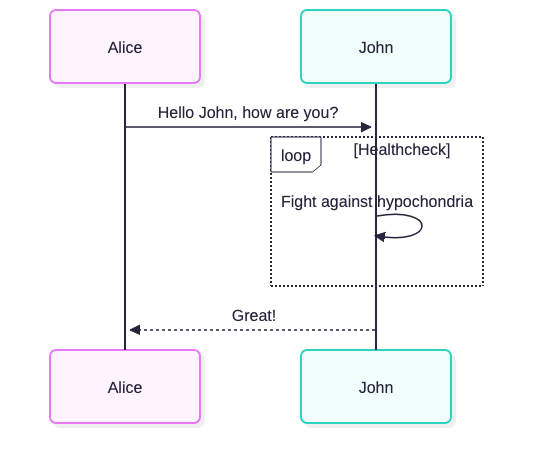 Alice
John
Hello John, how are you?
loop
[Healthcheck]
Fight against hypochondria
Great!
Alice
John